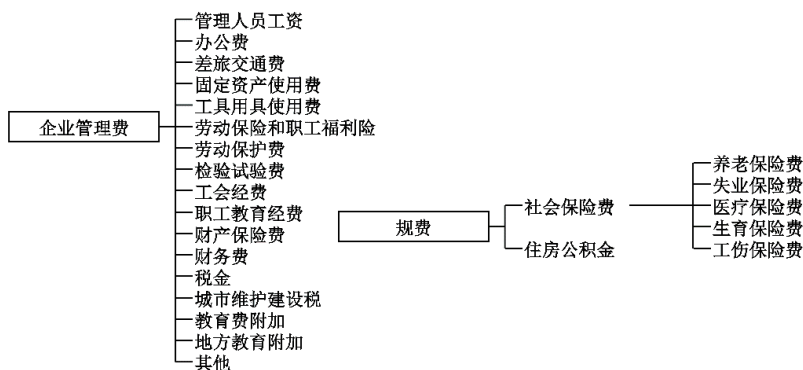 企业管理费
管理人员工资
办公费
差旅交通费
固定资产使用费
工具用具使用费
劳动保险和职工福利险
劳动保护费
检验试验费
工会经费
职工教育经费
财产保险费
财务费
税金
城市维护建设税
教育费附加
地方教育附加
其他
规费
社会保险费
住房公积金
养老保险费
失业保险费
医疗保险费
生育保险费
工伤保险费